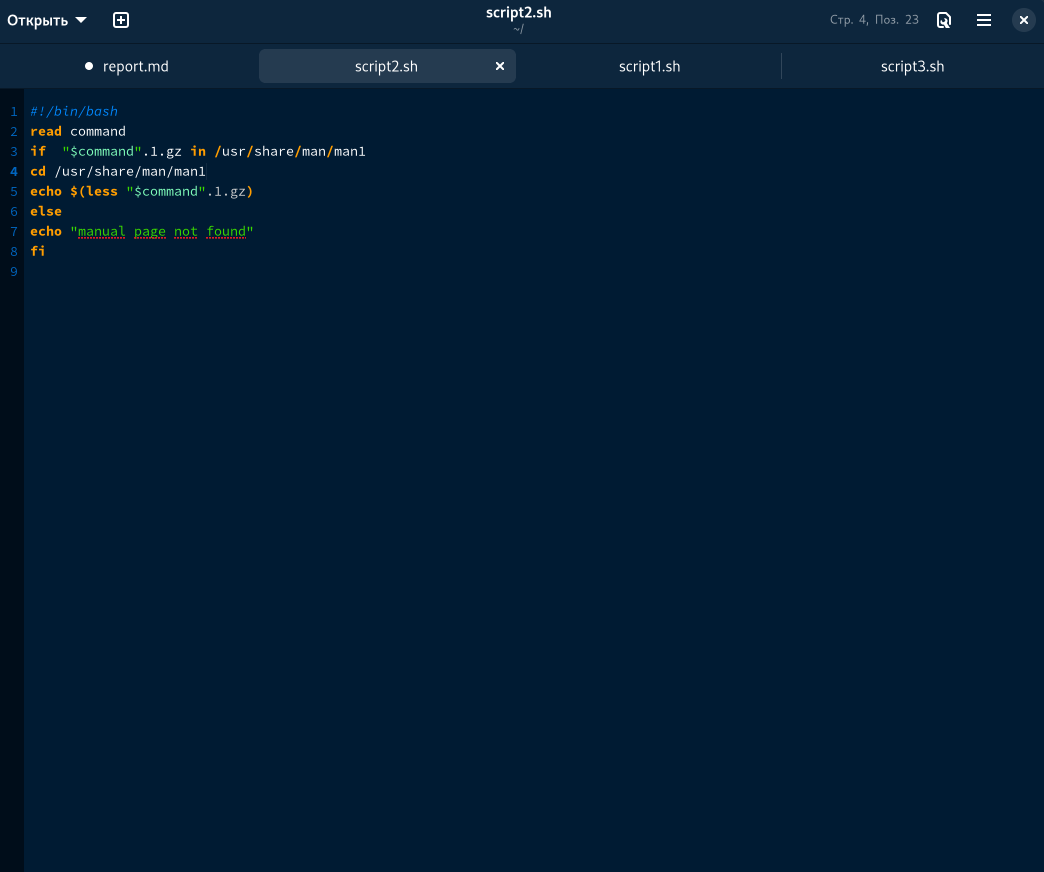 Открыть
script2.sh
~/
Стр. 4, Поз. 23
report.md
script2.sh
script1.sh
script3.sh
1 #!/bin/bash
2 read command
3 if  "$command".1.gz in /usr/share/man/man1
4 cd /usr/share/man/man1
5 echo $(less "$command".1.gz)
6 else
7 echo "manual page not found"
8 fi
9